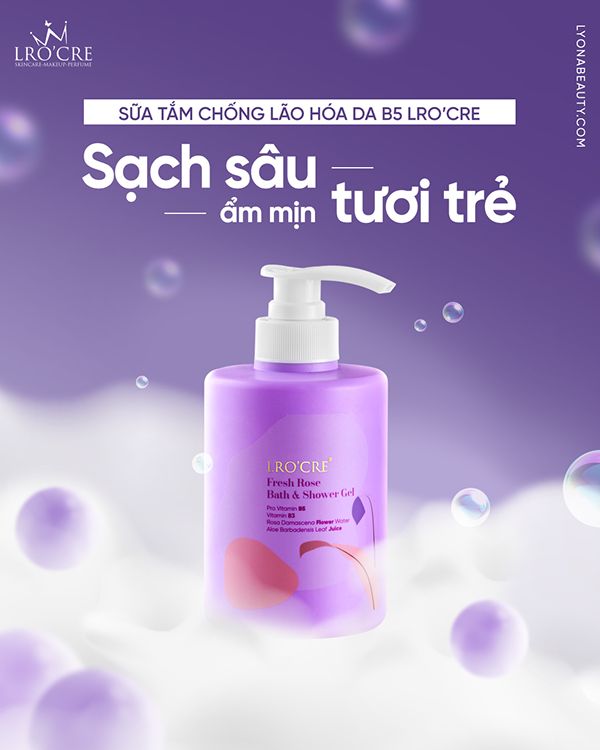 LRO'CRE
SKINCARE-MAKEUP-PERFUME
LYONABEAUTY.COM
SỮA TẮM CHỐNG LÃO HÓA DA B5 LRO'CRE
Sạch sâu
ẩm mịn
tươi trẻ
LRO'CRE
Fresh Rose
Bath & Shower Gel
Pro Vitamin B5
Vitamin B3
Rosa Damascena Flower Water
Aloe Barbadensis Leaf Juice